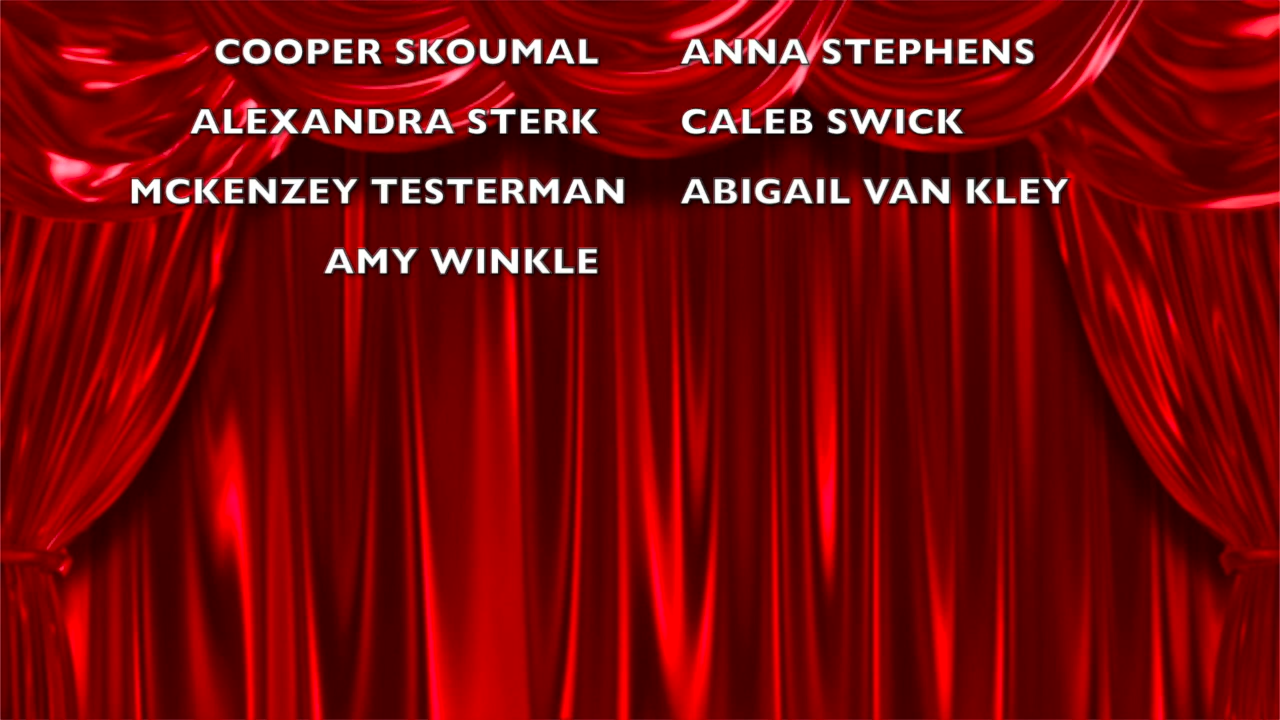 COOPER SKOUMAL ANNA STEPHENS
ALEXANDRA STERK CALEB SWICK
MCKENZEY TESTERMAN ABIGAIL VAN KLEY
AMY WINKLE